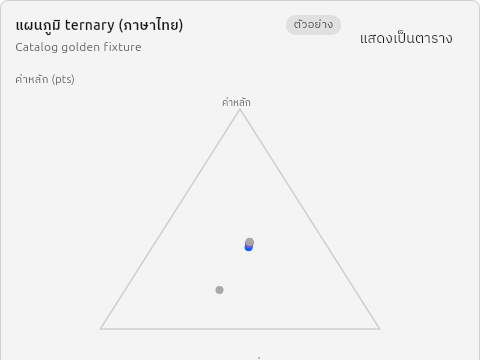 แผนภูมิ ternary (ภาษาไทย)
ตัวอย่าง
แสดงเป็นตาราง
Catalog golden fixture
ค่าหลัก (pts)
ค่าหลัก